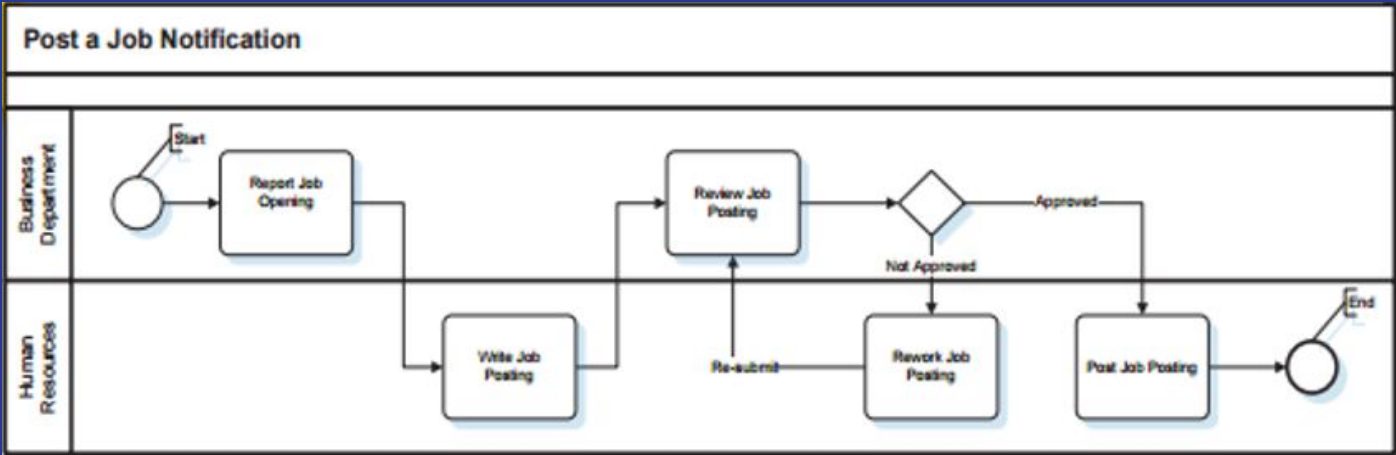 Post a Job Notification
Business
Department
Start
Report Job
Opening
Review Job
Posting
Approved
Not Approved
Human
Resources
Write Job
Posting
Re-submit
Rework Job
Posting
Post Job Posting
End